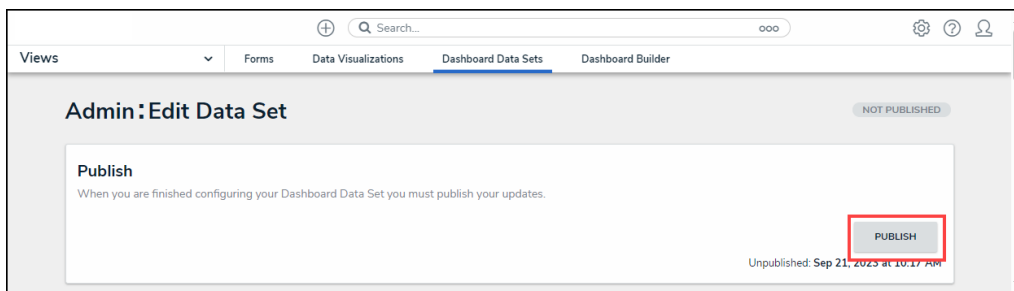 Search...
Views
Forms
Data Visualizations
Dashboard Data Sets
Dashboard Builder
Admin:Edit Data Set
NOT PUBLISHED
Publish
When you are finished configuring your Dashboard Data Set you must publish your updates.
PUBLISH
Unpublished: Sep 21, 2023 at 10:17 AM